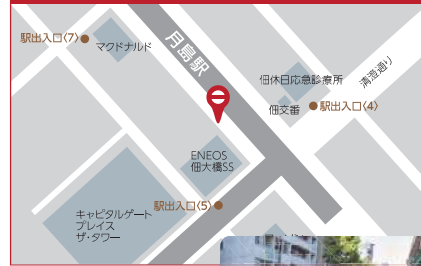 駅出入口〈7〉
マクドナルド
月島駅
清澄通り
佃休日応急診療所
佃交番
駅出入口〈4〉
ENEOS
佃大橋SS
駅出入口〈5〉
キャピタルゲート
プレイス
ザ・タワー